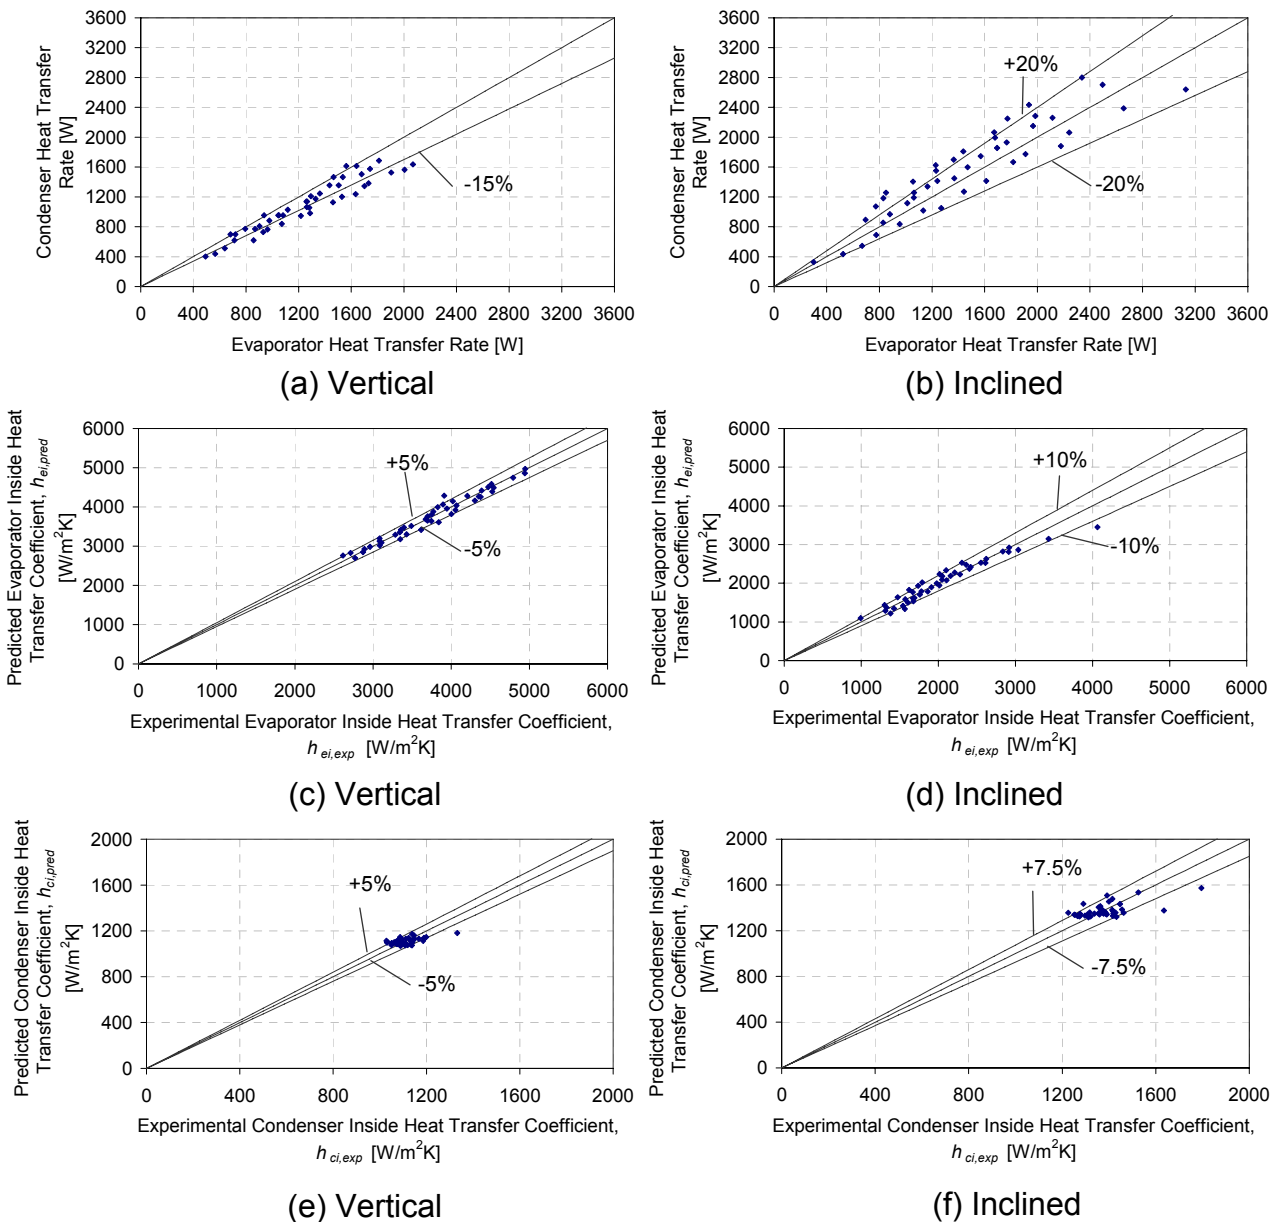 Condenser Heat Transfer
Rate [W]
3600
3200
2800
2400
2000
1600
1200
800
400
0
-15%
0 400 800 1200 1600 2000 2400 2800 3200 3600
Evaporator Heat Transfer Rate [W]
(a) Vertical
Condenser Heat Transfer
Rate [W]
3600
3200
2800
2400
2000
1600
1200
800
400
0
+20%
-20%
0 400 800 1200 1600 2000 2400 2800 3200 3600
Evaporator Heat Transfer Rate [W]
(b) Inclined
Predicted Evaporator Inside Heat
Transfer Coefficient, h ei,pred
[W/m²K]
6000
5000
4000
3000
2000
1000
0
+5%
-5%
0 1000 2000 3000 4000 5000 6000
Experimental Evaporator Inside Heat Transfer Coefficient,
h ei,exp [W/m²K]
(c) Vertical
Predicted Evaporator Inside Heat
Transfer Coefficient, h ei,pred
[W/m²K]
6000
5000
4000
3000
2000
1000
0
+10%
-10%
0 1000 2000 3000 4000 5000 6000
Experimental Evaporator Inside Heat Transfer Coefficient,
h ei,exp [W/m²K]
(d) Inclined
Predicted Condenser Inside Heat
Transfer Coefficient, h ci,pred
[W/m²K]
2000
1600
1200
800
400
0
+5%
-5%
0 400 800 1200 1600 2000
Experimental Condenser Inside Heat Transfer Coefficient,
h ci,exp [W/m²K]
(e) Vertical
Predicted Condenser Inside Heat
Transfer Coefficient, h ci,pred
[W/m²K]
2000
1600
1200
800
400
0
+7.5%
-7.5%
0 400 800 1200 1600 2000
Experimental Condenser Inside Heat Transfer Coefficient,
h ci,exp [W/m²K]
(f) Inclined